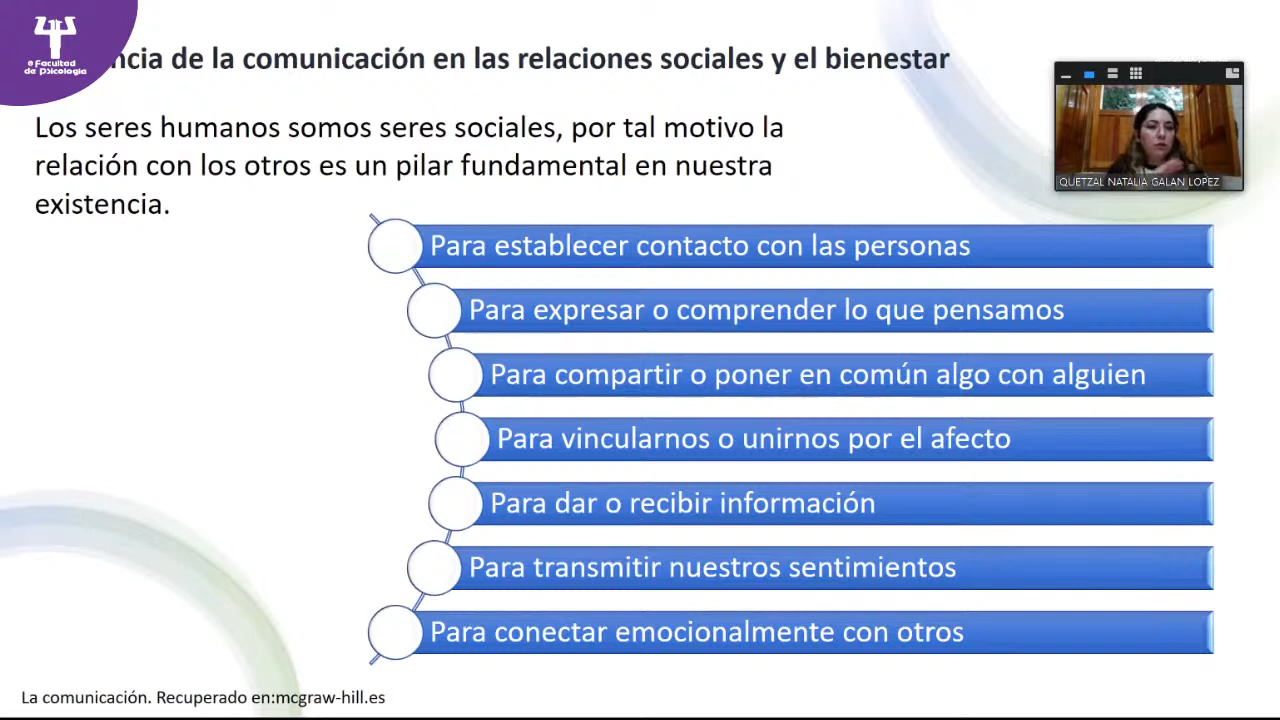 Facultad
de Psicología
ncia de la comunicación en las relaciones sociales y el bienestar
Los seres humanos somos seres sociales, por tal motivo la
relación con los otros es un pilar fundamental en nuestra
existencia.
QUETZAL NATALIA GALAN LOPEZ
Para establecer contacto con las personas
Para expresar o comprender lo que pensamos
Para compartir o poner en común algo con alguien
Para vincularnos o unirnos por el afecto
Para dar o recibir información
Para transmitir nuestros sentimientos
Para conectar emocionalmente con otros
La comunicación. Recuperado en:mcgraw-hill.es